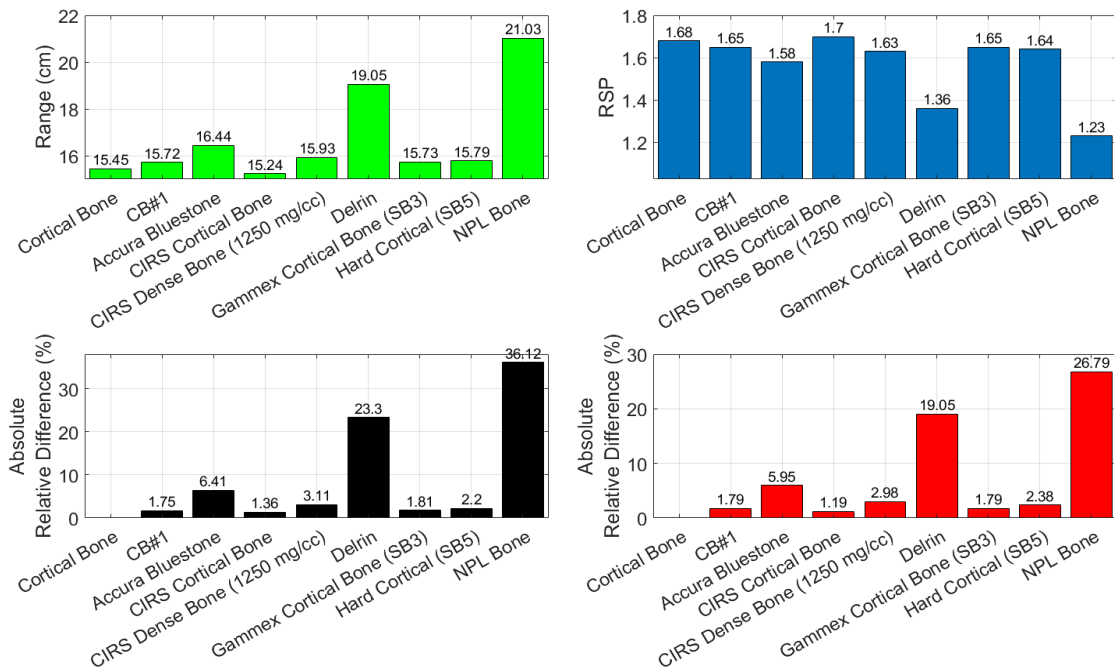 22
20
18
16
Range (cm)
15.45
15.72
16.44
15.24
15.93
19.05
15.73
15.79
21.03
Cortical Bone
CB#1
Accura Bluestone
CIRS Cortical Bone
CIRS Dense Bone (1250 mg/cc)
Delrin
Gammex Cortical Bone (SB3)
Hard Cortical (SB5)
NPL Bone
1.8
1.6
1.4
1.2
RSP
1.68
1.65
1.58
1.7
1.63
1.36
1.65
1.64
1.23
Cortical Bone
CB#1
Accura Bluestone
CIRS Cortical Bone
CIRS Dense Bone (1250 mg/cc)
Delrin
Gammex Cortical Bone (SB3)
Hard Cortical (SB5)
NPL Bone
30
20
10
0
Absolute
Relative Difference (%)
1.75
6.41
1.36
3.11
23.3
1.81
2.2
36.12
Cortical Bone
CB#1
Accura Bluestone
CIRS Cortical Bone
CIRS Dense Bone (1250 mg/cc)
Delrin
Gammex Cortical Bone (SB3)
Hard Cortical (SB5)
NPL Bone
30
20
10
0
Absolute
Relative Difference (%)
1.79
5.95
1.19
2.98
19.05
1.79
2.38
26.79
Cortical Bone
CB#1
Accura Bluestone
CIRS Cortical Bone
CIRS Dense Bone (1250 mg/cc)
Delrin
Gammex Cortical Bone (SB3)
Hard Cortical (SB5)
NPL Bone